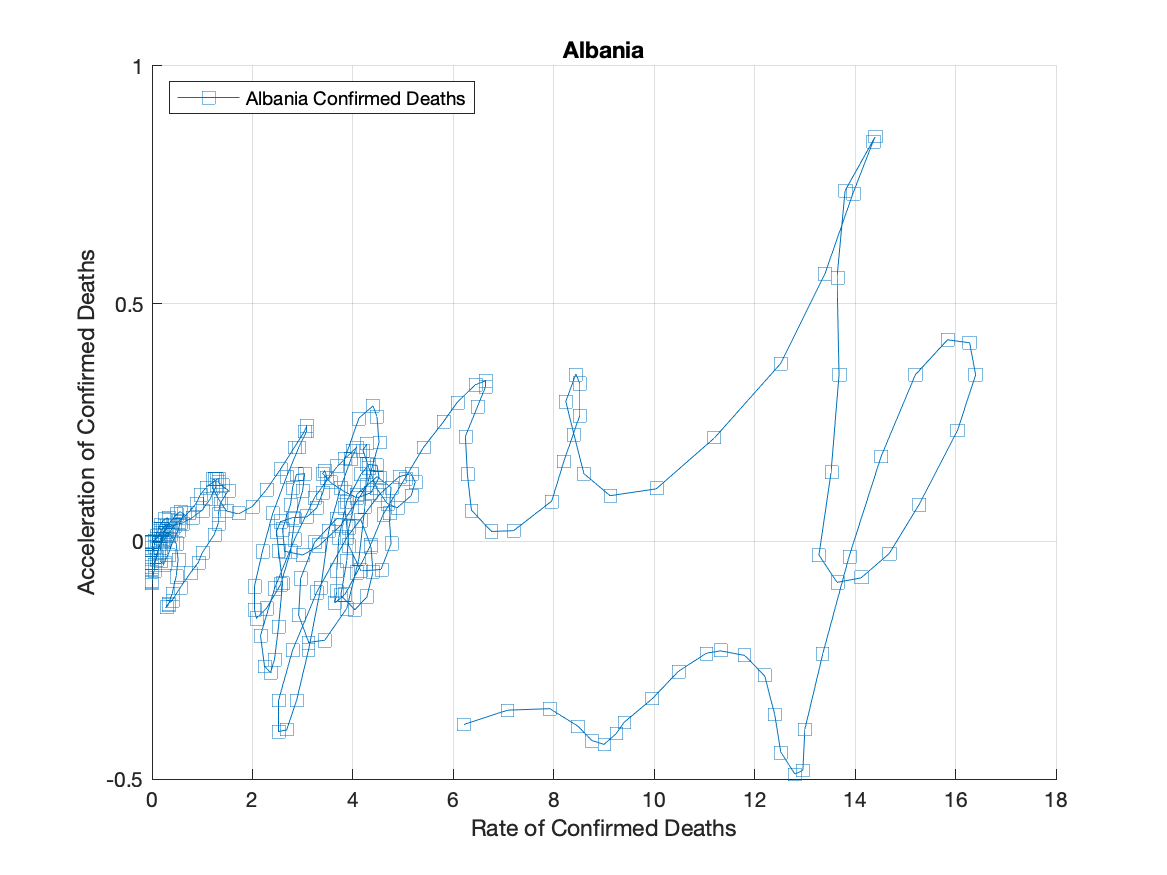 Albania
1
Albania Confirmed Deaths
0.5
0
-0.5
Acceleration of Confirmed Deaths
0 2 4 6 8 10 12 14 16 18
Rate of Confirmed Deaths